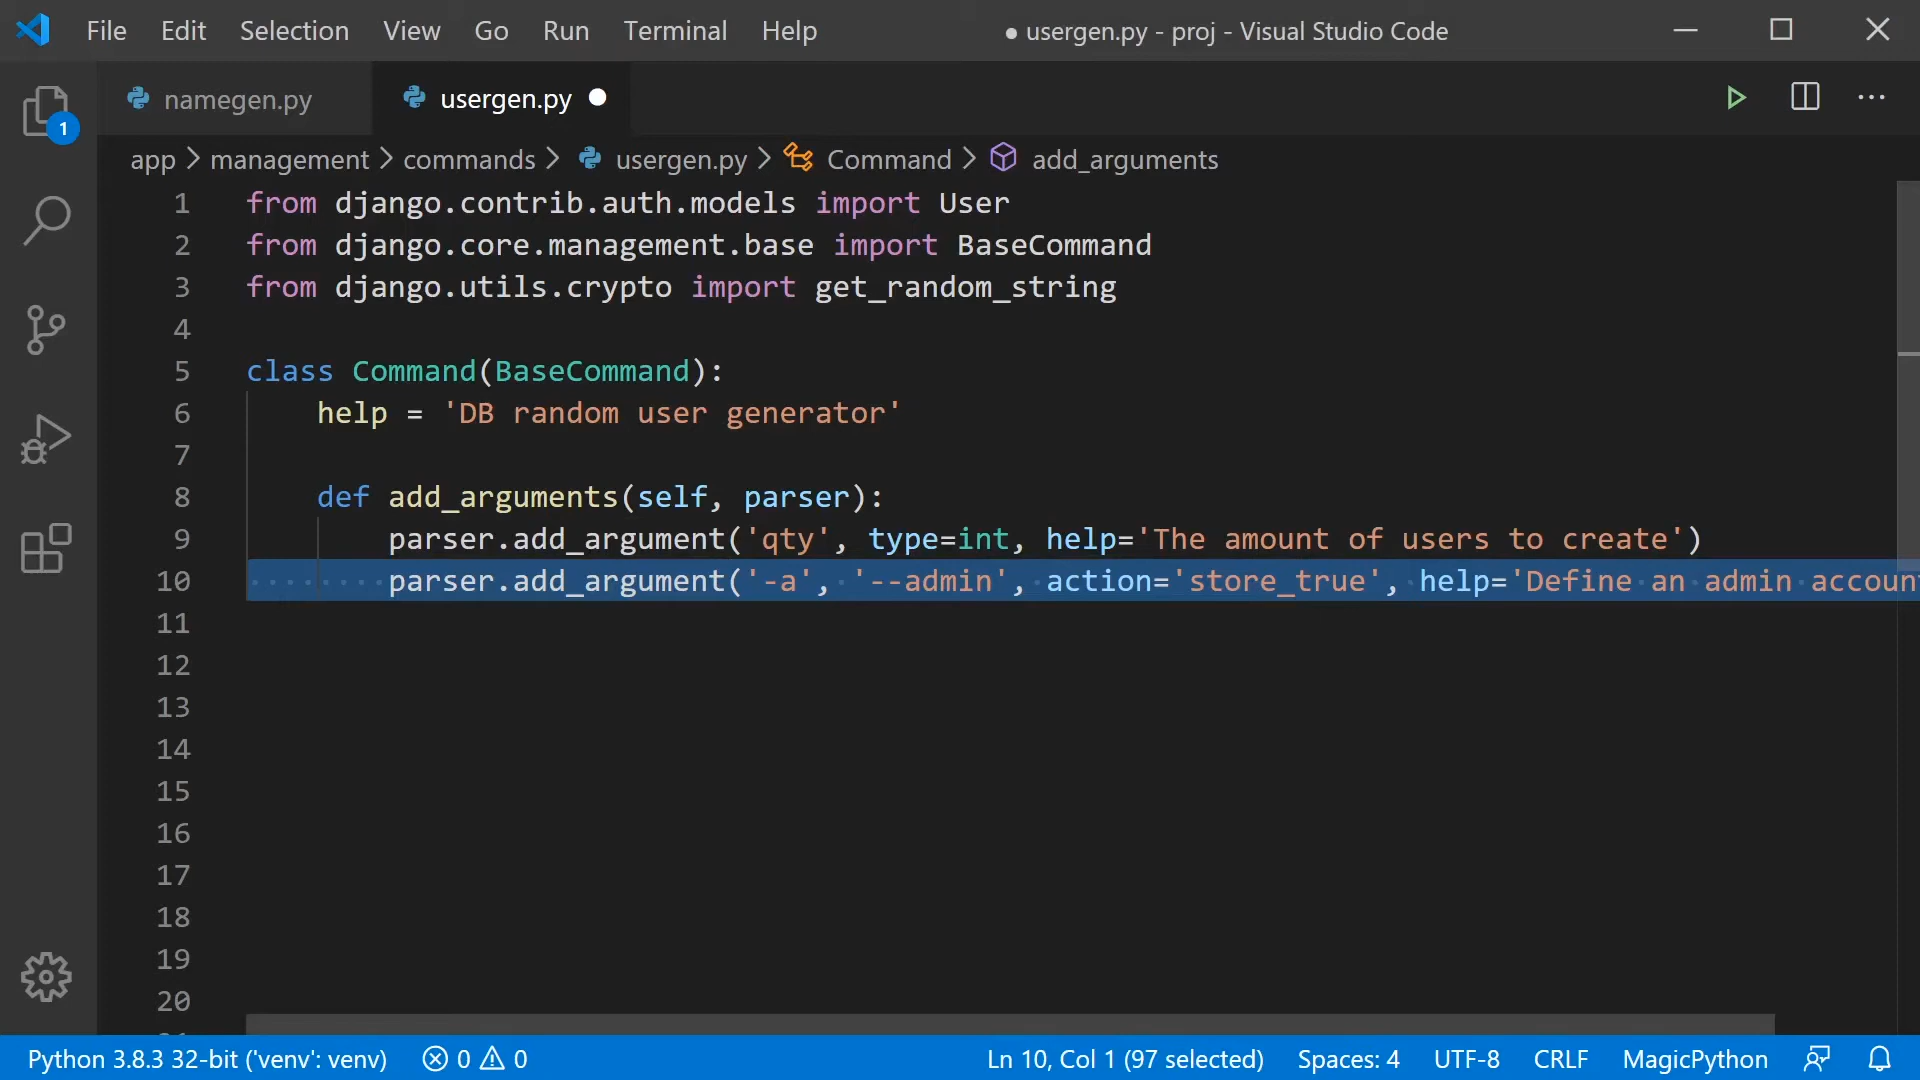 File Edit Selection View Go Run Terminal Help ● usergen.py - proj - Visual Studio Code
1
namegen.py usergen.py
app > management > commands > usergen.py > Command > add_arguments
1 from django.contrib.auth.models import User
2 from django.core.management.base import BaseCommand
3 from django.utils.crypto import get_random_string
4
5 class Command(BaseCommand):
6 help = 'DB random user generator'
7
8 def add_arguments(self, parser):
9 parser.add_argument('qty', type=int, help='The amount of users to create')
10 parser.add_argument('-a', '--admin', action='store_true', help='Define an admin accoun
11
12
13
14
15
16
17
18
19
20
Python 3.8.3 32-bit ('venv': venv) 0 0 Ln 10, Col 1 (97 selected) Spaces: 4 UTF-8 CRLF MagicPython